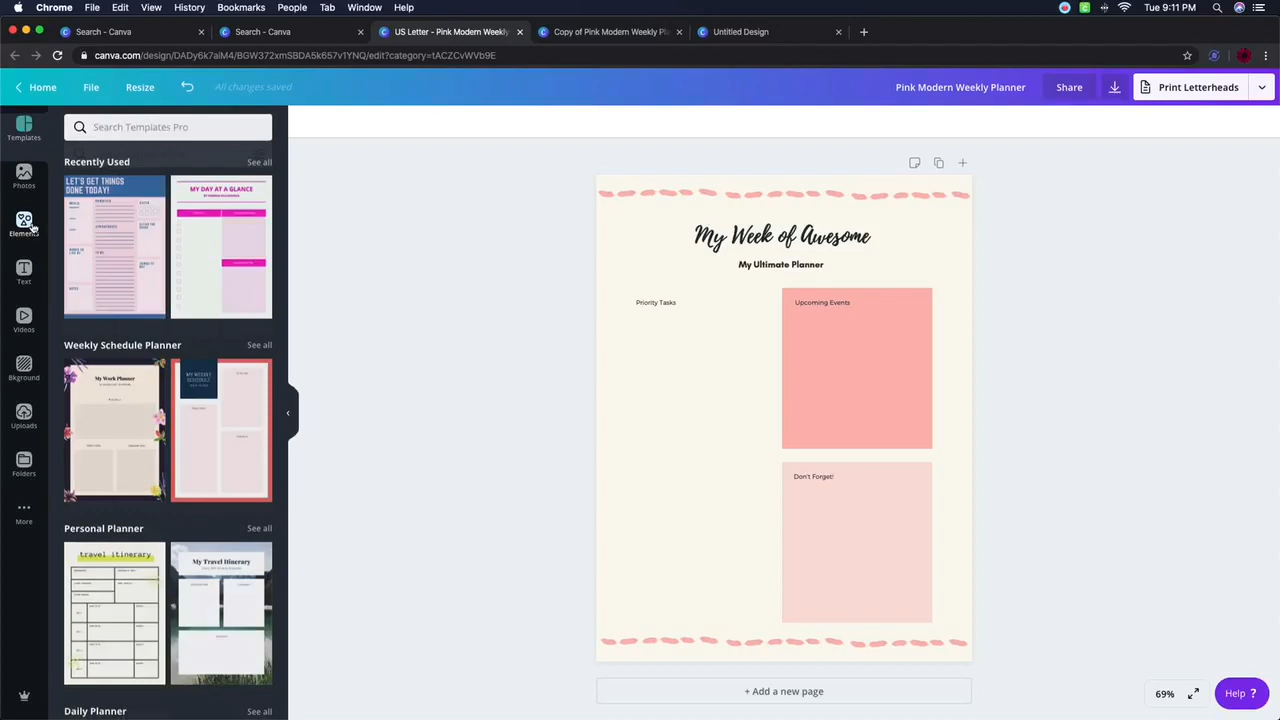 Chrome File Edit View History Bookmarks People Tab Window Help
Tue 9:11 PM
Search - Canva
Search - Canva
US Letter - Pink Modern Weekly
Copy of Pink Modern Weekly Pla
Untitled Design
canva.com/design/DADy6k7aiM4/BGW372xmSBDA5k657v1YNQ/edit?category=tACZCvWVb9E
Home
File
Resize
All changes saved
Pink Modern Weekly Planner
Share
Print Letterheads
Templates
Photos
Elements
Text
Videos
Bkground
Uploads
Folders
More
Search Templates Pro
Recently Used
See all
LET'S GET THINGS
DONE TODAY!
MY DAY AT A GLANCE
Weekly Schedule Planner
See all
My Work Planner
MY WEEKLY
Personal Planner
See all
travel itinerary
My Travel Itinerary
Daily Planner
See all
My Week of Awesome
My Ultimate Planner
Priority Tasks
Upcoming Events
Don't Forget!
+ Add a new page
69%
Help ?